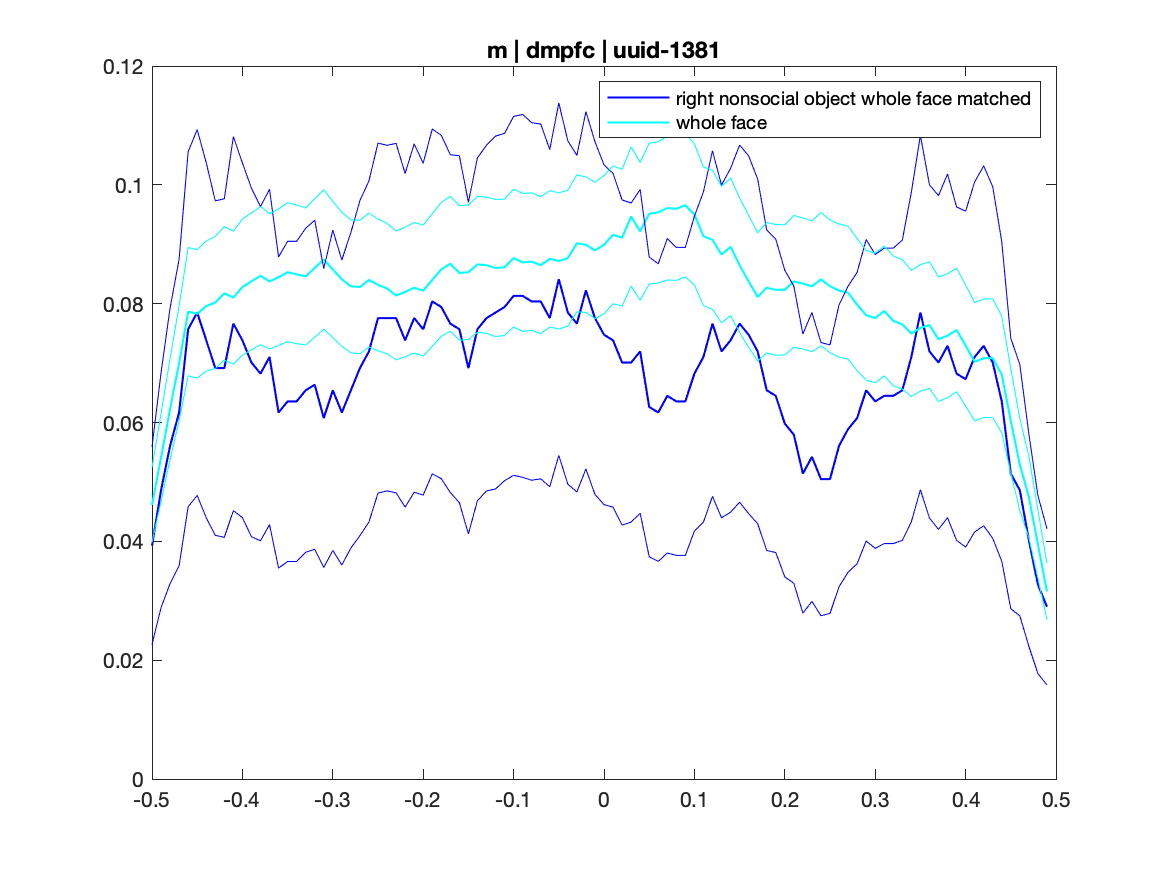 m | dmpfc | uuid-1381
right nonsocial object whole face matched
whole face
0.12
0.1
0.08
0.06
0.04
0.02
0
-0.5 -0.4 -0.3 -0.2 -0.1 0 0.1 0.2 0.3 0.4 0.5